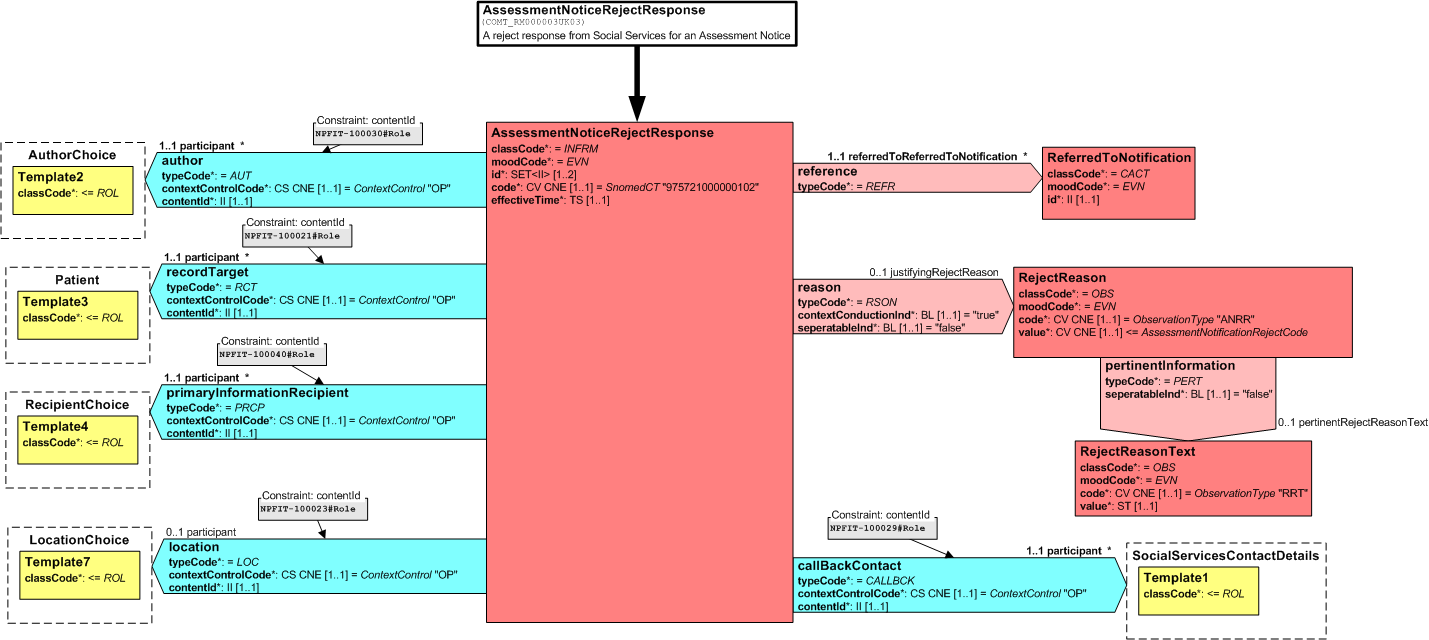 AssessmentNoticeRejectResponse
(COMT_RM000003UK03)
A reject response from Social Services for an Assessment Notice
Constraint: contentId
NPFIT-100030#Role
1..1 participant *
AuthorChoice
Template2
classCode*: <= ROL
author
typeCode*: = AUT
contextControlCode*: CS CNE [1..1] = ContextControl "OP"
contentId*: II [1..1]
Constraint: contentId
NPFIT-100021#Role
1..1 participant *
Patient
Template3
classCode*: <= ROL
recordTarget
typeCode*: = RCT
contextControlCode*: CS CNE [1..1] = ContextControl "OP"
contentId*: II [1..1]
Constraint: contentId
NPFIT-100040#Role
1..1 participant *
RecipientChoice
Template4
classCode*: <= ROL
primaryInformationRecipient
typeCode*: = PRCP
contextControlCode*: CS CNE [1..1] = ContextControl "OP"
contentId*: II [1..1]
Constraint: contentId
NPFIT-100023#Role
0..1 participant
LocationChoice
Template7
classCode*: <= ROL
location
typeCode*: = LOC
contextControlCode*: CS CNE [1..1] = ContextControl "OP"
contentId*: II [1..1]
AssessmentNoticeRejectResponse
classCode*: = INFRM
moodCode*: = EVN
id*: SET<II> [1..2]
code*: CV CNE [1..1] = SnomedCT "975721000000102"
effectiveTime*: TS [1..1]
1..1 referredToReferredToNotification *
reference
typeCode*: = REFR
ReferredToNotification
classCode*: = CACT
moodCode*: = EVN
id*: II [1..1]
0..1 justifyingRejectReason
reason
typeCode*: = RSON
contextConductionInd*: BL [1..1] = "true"
seperatableInd*: BL [1..1] = "false"
RejectReason
classCode*: = OBS
moodCode*: = EVN
code*: CV CNE [1..1] = ObservationType "ANRR"
value*: CV CNE [1..1] <= AssessmentNotificationRejectCode
pertinentInformation
typeCode*: = PERT
seperatableInd*: BL [1..1] = "false"
0..1 pertinentRejectReasonText
RejectReasonText
classCode*: = OBS
moodCode*: = EVN
code*: CV CNE [1..1] = ObservationType "RRT"
value*: ST [1..1]
Constraint: contentId
NPFIT-100029#Role
1..1 participant *
callBackContact
typeCode*: = CALLBCK
contextControlCode*: CS CNE [1..1] = ContextControl "OP"
contentId*: II [1..1]
SocialServicesContactDetails
Template1
classCode*: <= ROL